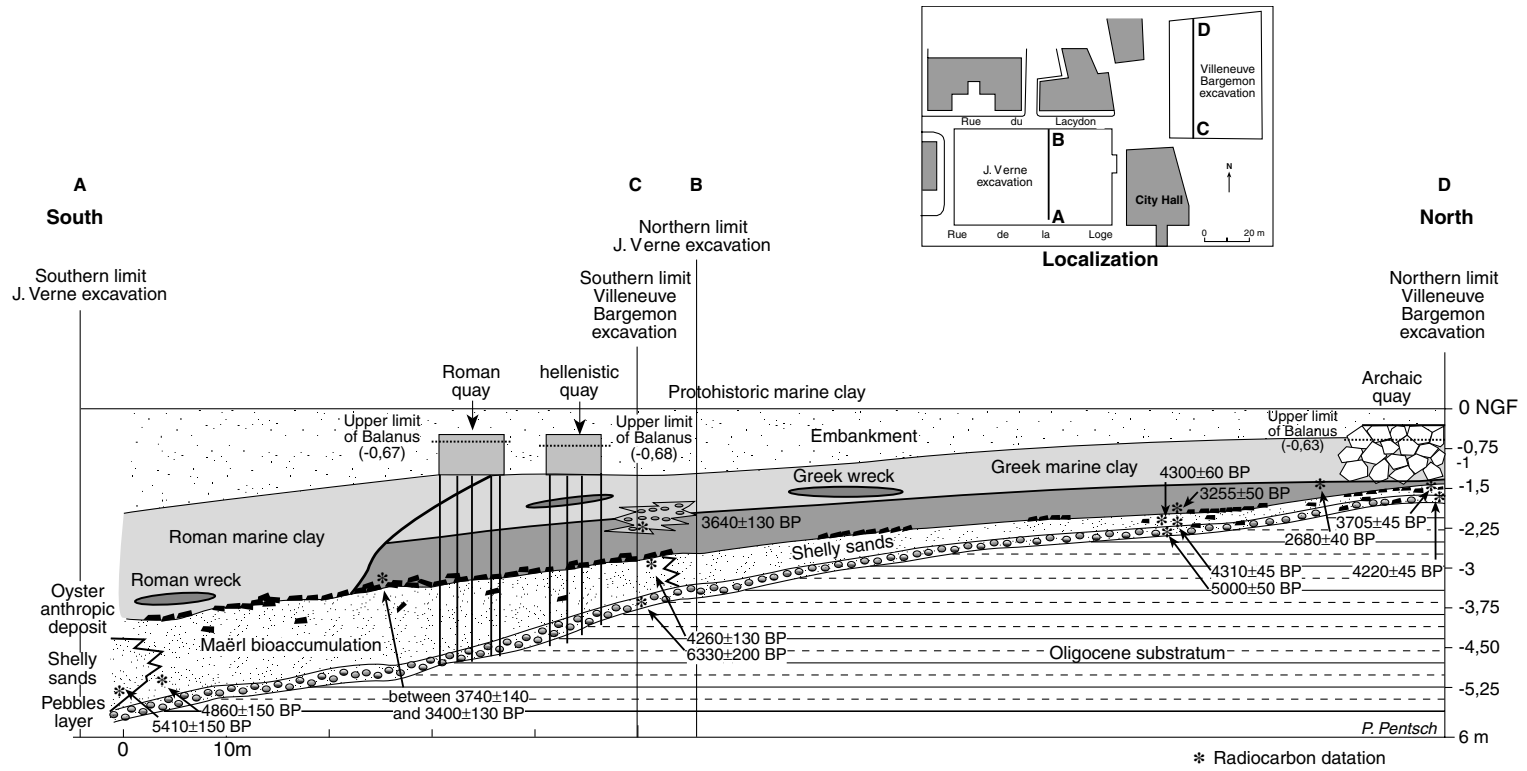 D
Villeneuve
Bargemon
excavation
C
Rue du Lacydon
B
J. Verne
excavation
A
N
City Hall
Rue de la Loge
0 20 m
Localization
A
South
C
B
D
North
Northern limit
J. Verne excavation
Southern limit
J. Verne excavation
Southern limit
Villeneuve
Bargemon
excavation
Northern limit
Villeneuve
Bargemon
excavation
Roman
quay
hellenistic
quay
Protohistoric marine clay
Archaic
quay
0 NGF
Upper limit
of Balanus
(-0,67)
Upper limit
of Balanus
(-0,68)
Embankment
Upper limit
of Balanus
(-0,63)
-0,75
-1
-1,5
-2,25
-3
-3,75
-4,50
-5,25
6 m
Greek marine clay
Greek wreck
4300±60 BP
3255±50 BP
3640±130 BP
3705±45 BP
2680±40 BP
Roman marine clay
Shelly sands
4310±45 BP
4220±45 BP
5000±50 BP
Roman wreck
Oyster
anthropic
deposit
Maërl bioaccumulation
4260±130 BP
6330±200 BP
Oligocene substratum
Shelly
sands
Pebbles
layer
4860±150 BP
5410±150 BP
between 3740±140
and 3400±130 BP
P. Pentsch
0 10m
* Radiocarbon datation